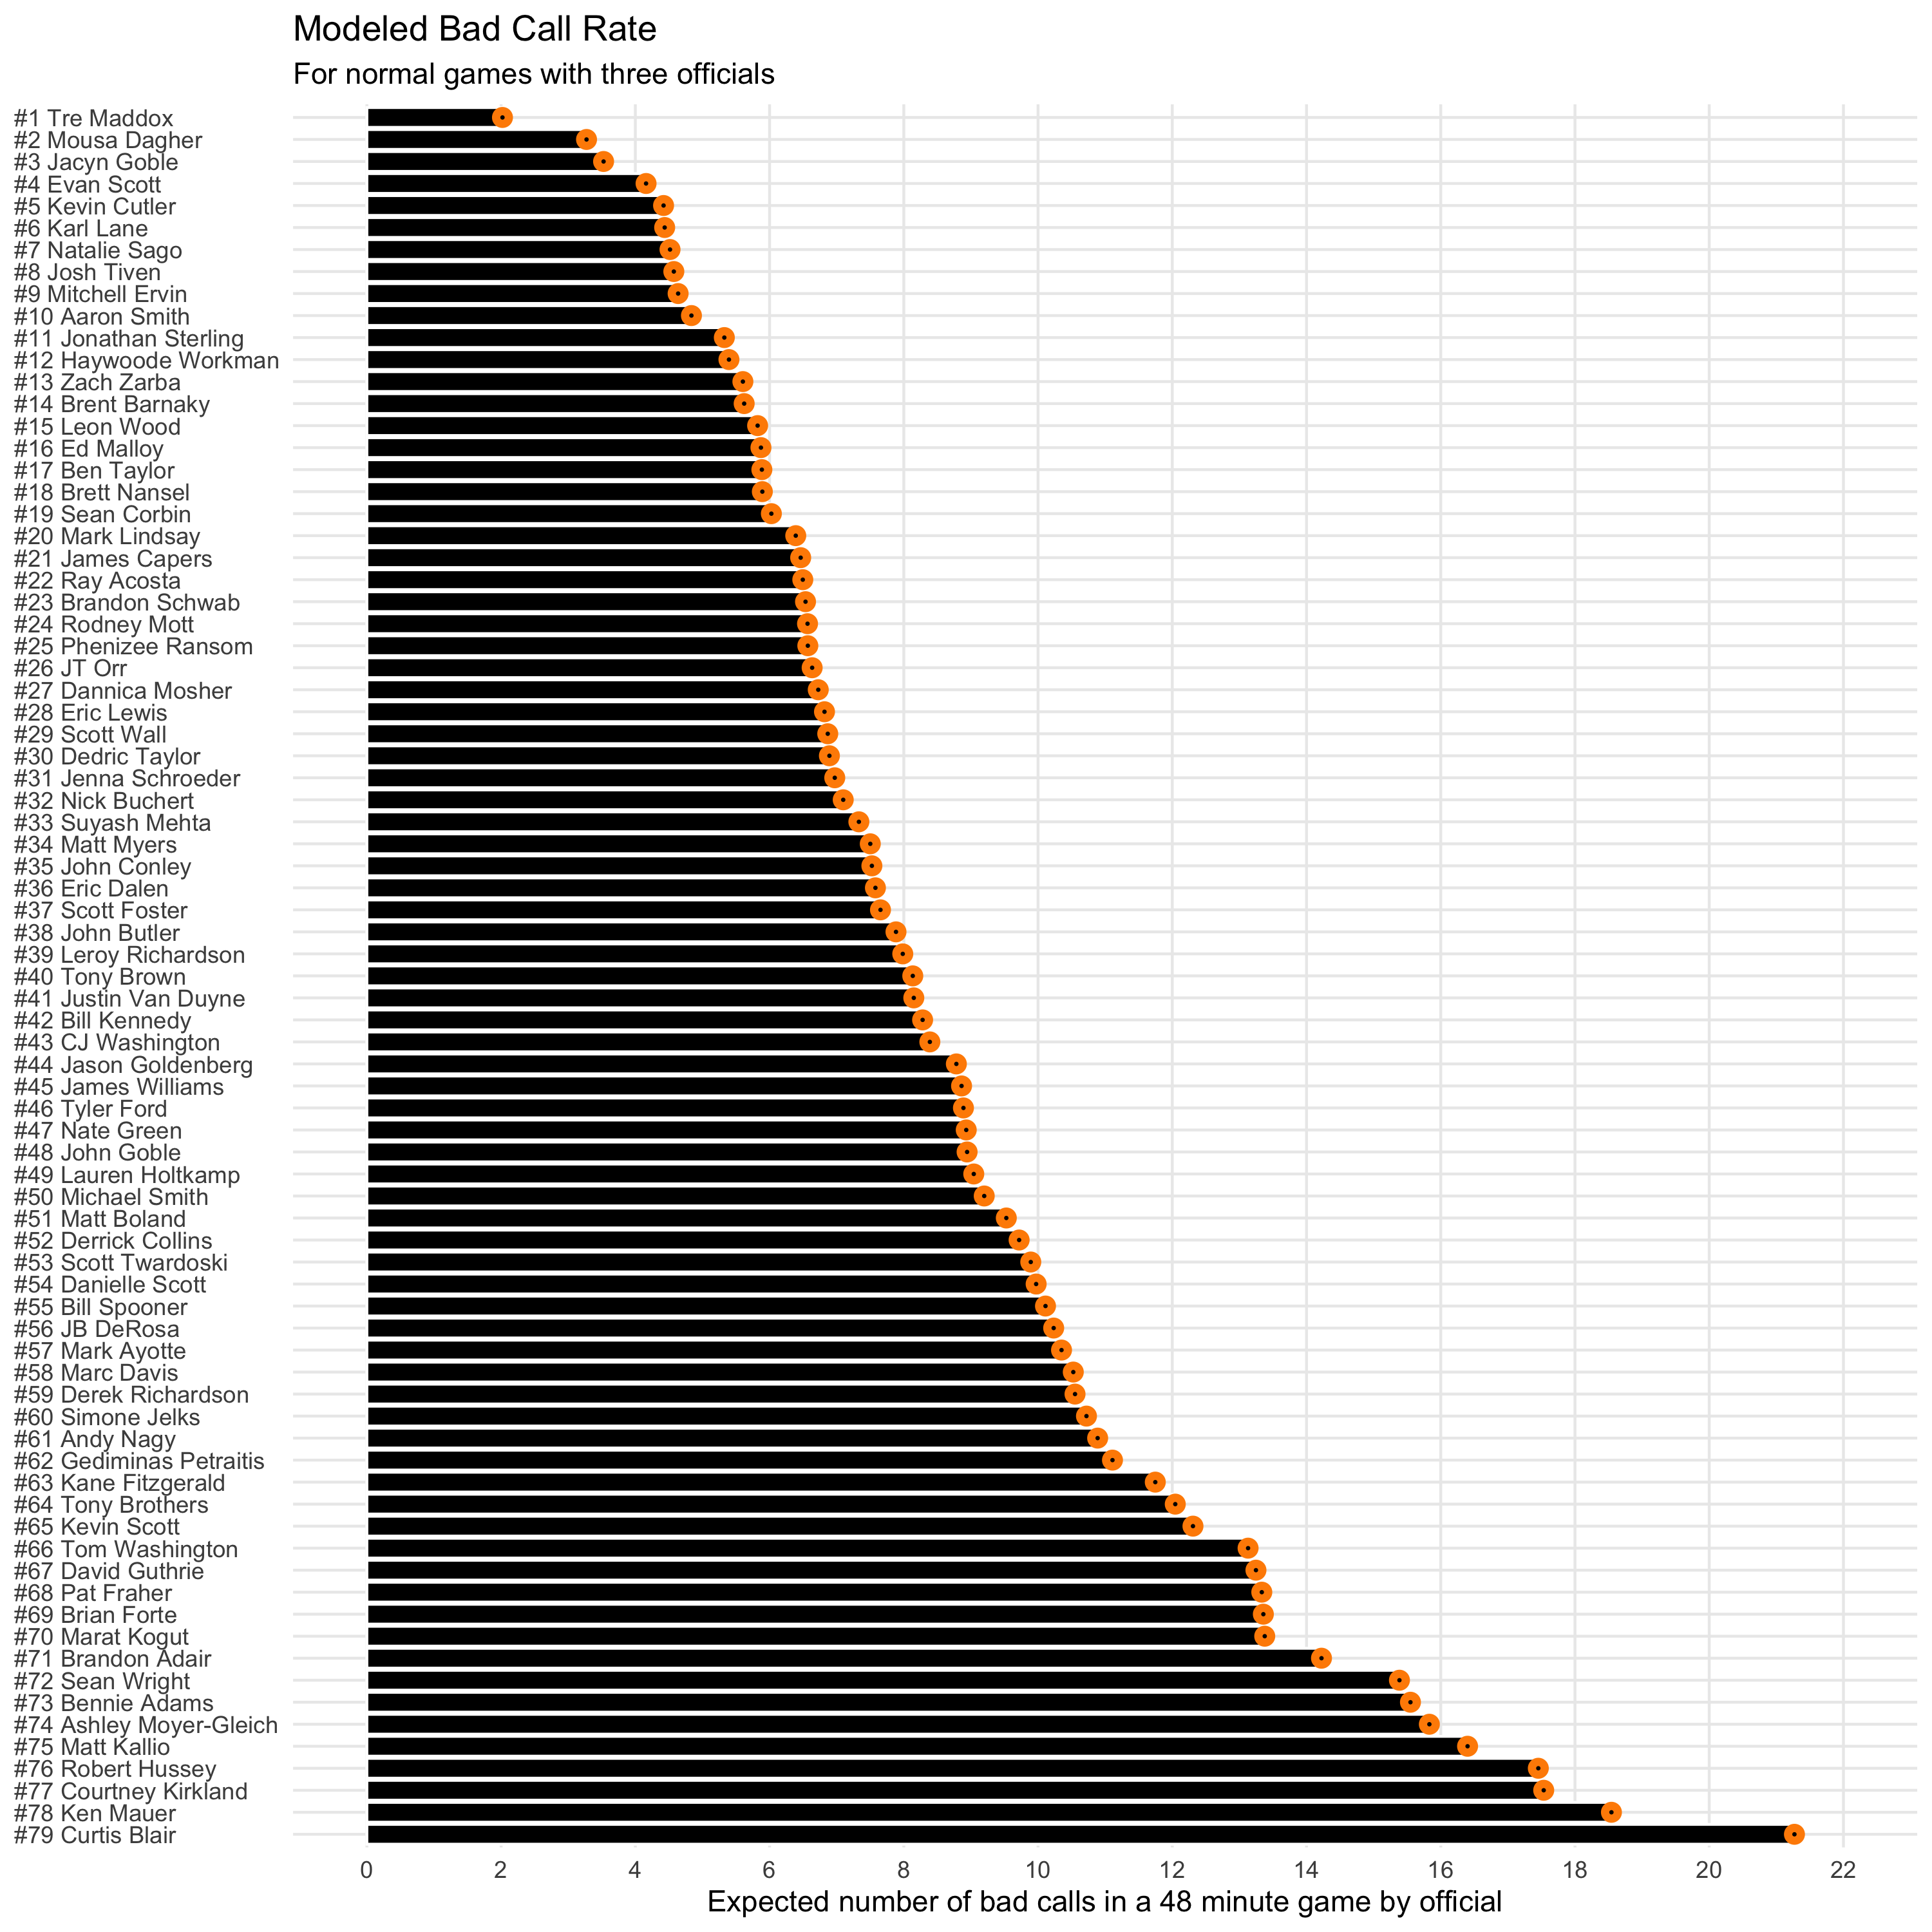 Modeled Bad Call Rate
For normal games with three officials
#1 Tre Maddox
#2 Mousa Dagher
#3 Jacyn Goble
#4 Evan Scott
#5 Kevin Cutler
#6 Karl Lane
#7 Natalie Sago
#8 Josh Tiven
#9 Mitchell Ervin
#10 Aaron Smith
#11 Jonathan Sterling
#12 Haywoode Workman
#13 Zach Zarba
#14 Brent Barnaky
#15 Leon Wood
#16 Ed Malloy
#17 Ben Taylor
#18 Brett Nansel
#19 Sean Corbin
#20 Mark Lindsay
#21 James Capers
#22 Ray Acosta
#23 Brandon Schwab
#24 Rodney Mott
#25 Phenizee Ransom
#26 JT Orr
#27 Dannica Mosher
#28 Eric Lewis
#29 Scott Wall
#30 Dedric Taylor
#31 Jenna Schroeder
#32 Nick Buchert
#33 Suyash Mehta
#34 Matt Myers
#35 John Conley
#36 Eric Dalen
#37 Scott Foster
#38 John Butler
#39 Leroy Richardson
#40 Tony Brown
#41 Justin Van Duyne
#42 Bill Kennedy
#43 CJ Washington
#44 Jason Goldenberg
#45 James Williams
#46 Tyler Ford
#47 Nate Green
#48 John Goble
#49 Lauren Holtkamp
#50 Michael Smith
#51 Matt Boland
#52 Derrick Collins
#53 Scott Twardoski
#54 Danielle Scott
#55 Bill Spooner
#56 JB DeRosa
#57 Mark Ayotte
#58 Marc Davis
#59 Derek Richardson
#60 Simone Jelks
#61 Andy Nagy
#62 Gediminas Petraitis
#63 Kane Fitzgerald
#64 Tony Brothers
#65 Kevin Scott
#66 Tom Washington
#67 David Guthrie
#68 Pat Fraher
#69 Brian Forte
#70 Marat Kogut
#71 Brandon Adair
#72 Sean Wright
#73 Bennie Adams
#74 Ashley Moyer-Gleich
#75 Matt Kallio
#76 Robert Hussey
#77 Courtney Kirkland
#78 Ken Mauer
#79 Curtis Blair
0 2 4 6 8 10 12 14 16 18 20 22
Expected number of bad calls in a 48 minute game by official